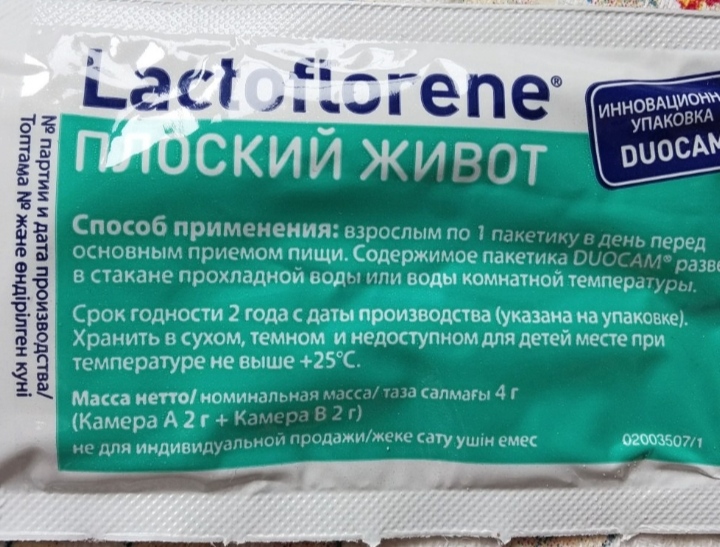 Lactoflorene®
ПЛОСКИЙ ЖИВОТ
ИННОВАЦИОНН
УПАКОВКА
DUOCAM
Способ применения: взрослым по 1 пакетику в день перед
основным приемом пищи. Содержимое пакетика DUOCAM® разве
в стакане прохладной воды или воды комнатной температуры.
Срок годности 2 года с даты производства (указана на упаковке).
Хранить в сухом, темном и недоступном для детей месте при
температуре не выше +25°С.
Масса нетто/ номинальная масса/ таза салмағы 4 г
(Камера А 2 г + Камера В 2 г)
не для индивидуальной продажи/жеке сату үшін емес
02003507/1
№ партии и дата производства/
Топтама № және өндірілген күні